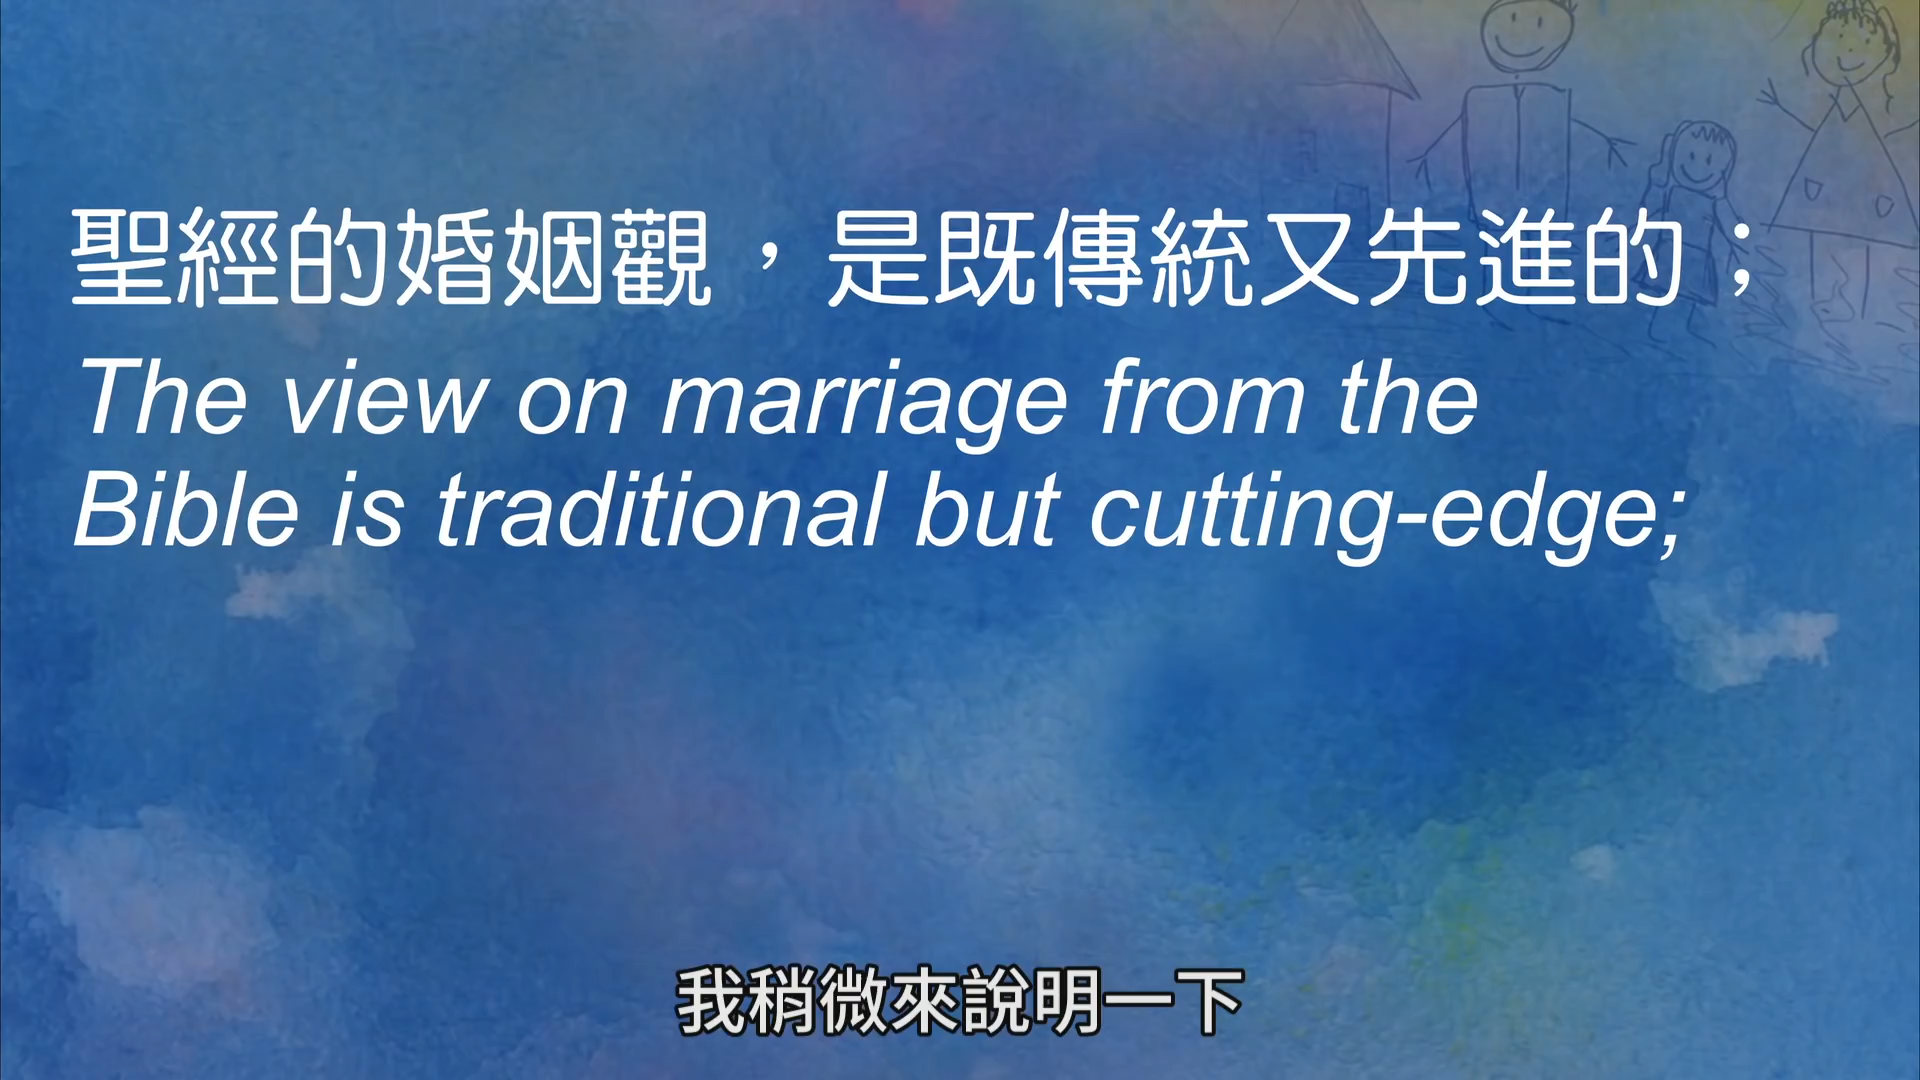 聖經的婚姻觀，是既傳統又先進的；
The view on marriage from the
Bible is traditional but cutting-edge;
我稍微來說明一下